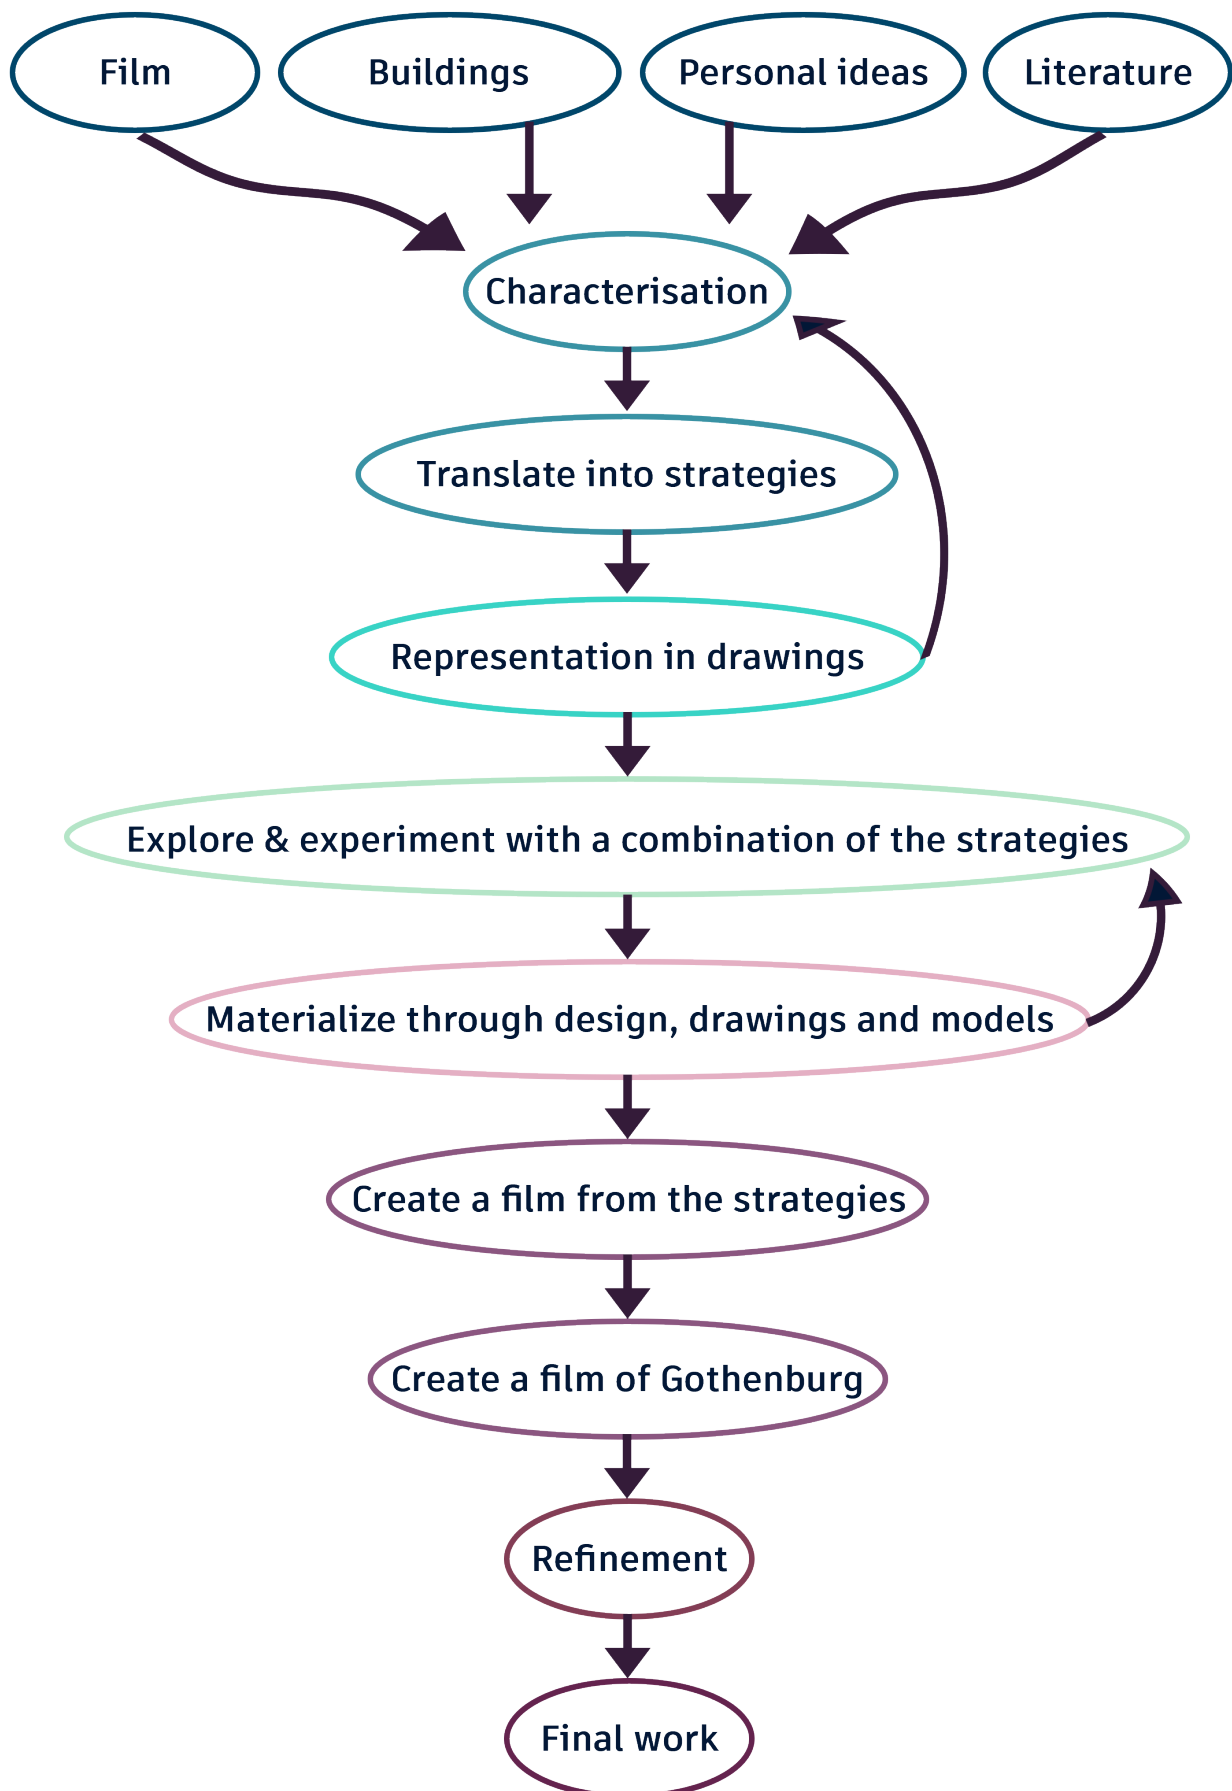 Film
Buildings
Personal ideas
Literature
Characterisation
Translate into strategies
Representation in drawings
Explore & experiment with a combination of the strategies
Materialize through design, drawings and models
Create a film from the strategies
Create a film of Gothenburg
Refinement
Final work